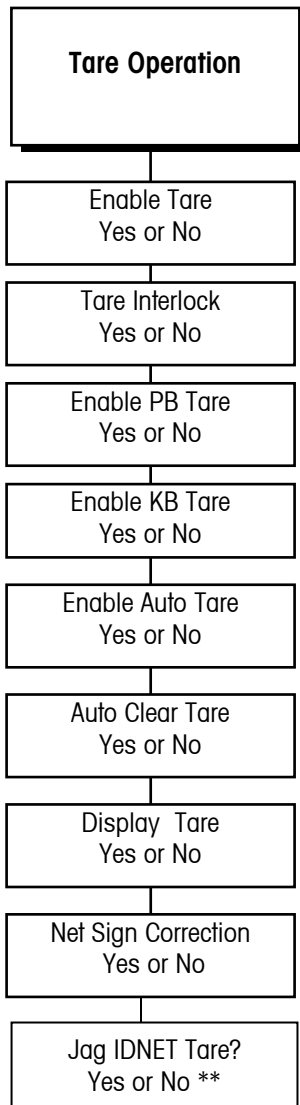 Tare Operation
Enable Tare
Yes or No
Tare Interlock
Yes or No
Enable PB Tare
Yes or No
Enable KB Tare
Yes or No
Enable Auto Tare
Yes or No
Auto Clear Tare
Yes or No
Display Tare
Yes or No
Net Sign Correction
Yes or No
Jag IDNET Tare?
Yes or No **